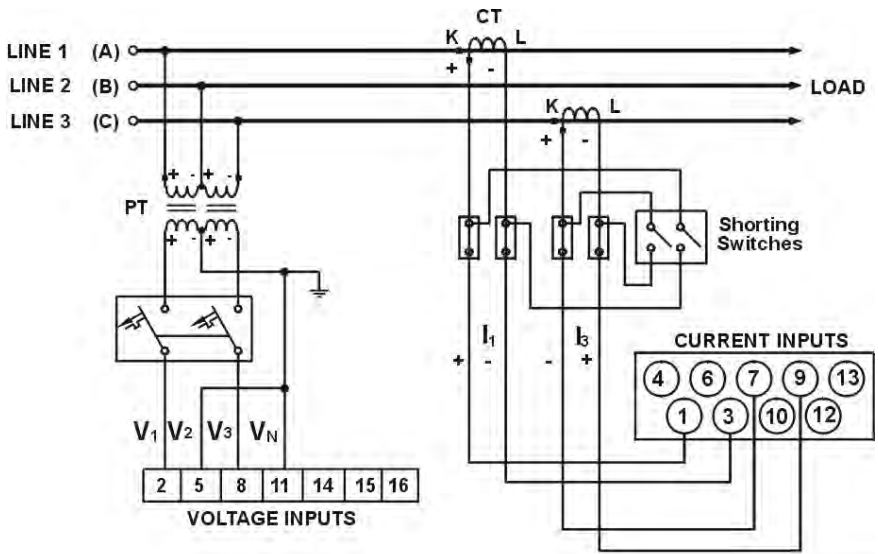 CT
K L
LINE 1 (A)
+ -
LINE 2 (B) LOAD
K L
LINE 3 (C)
+ -
+ - + -
PT
+ + -
Shorting
Switches
I1 I3
+ - - +
CURRENT INPUTS
4 6 7 9 13
1 3 10 12
V1 V2 V3 VN
2 5 8 11 14 15 16
VOLTAGE INPUTS